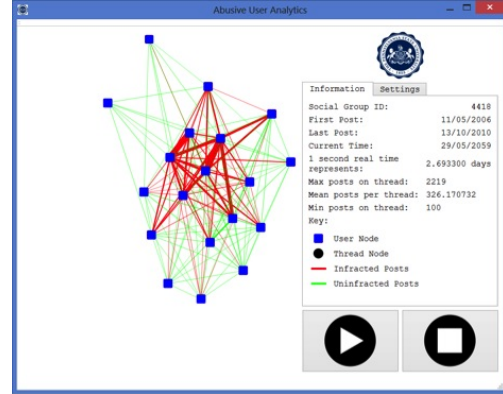 Abusive User Analytics
Information Settings
Social Group ID: 4418
First Post: 11/05/2006
Last Post: 13/10/2010
Current Time: 29/05/2059
1 second real time
represents: 2.693300 days
Max posts on thread: 2219
Mean posts per thread: 326.170732
Min posts on thread: 100
Key:
User Node
Thread Node
Infracted Posts
Uninfracted Posts